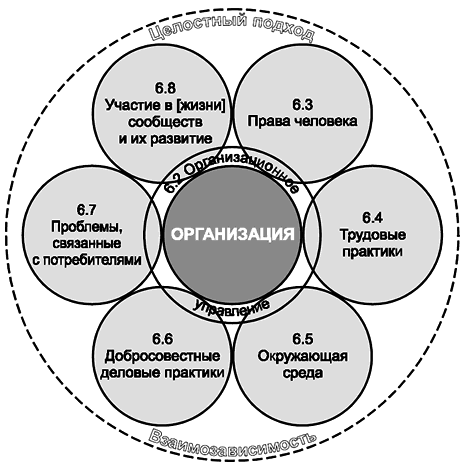 Целостный подход
6.8
Участие в [жизни]
сообществ
и их развитие
6.3
Права человека
6.2 Организационное
6.7
Проблемы,
связанные
с потребителями
ОРГАНИЗАЦИЯ
6.4
Трудовые
практики
управление
6.6
Добросовестные
деловые практики
6.5
Окружающая
среда
Взаимозависимость